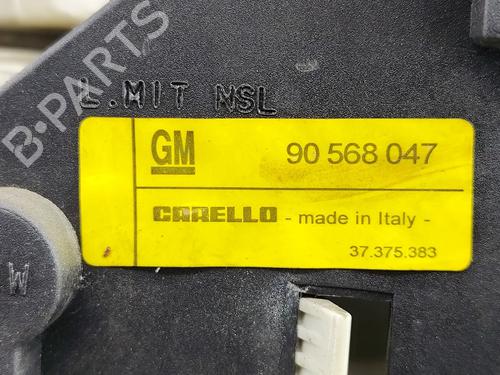 B-PARTS
L.MIT NSL
GM 90 568 047
CARELLO - made in Italy -
37.375.383
W